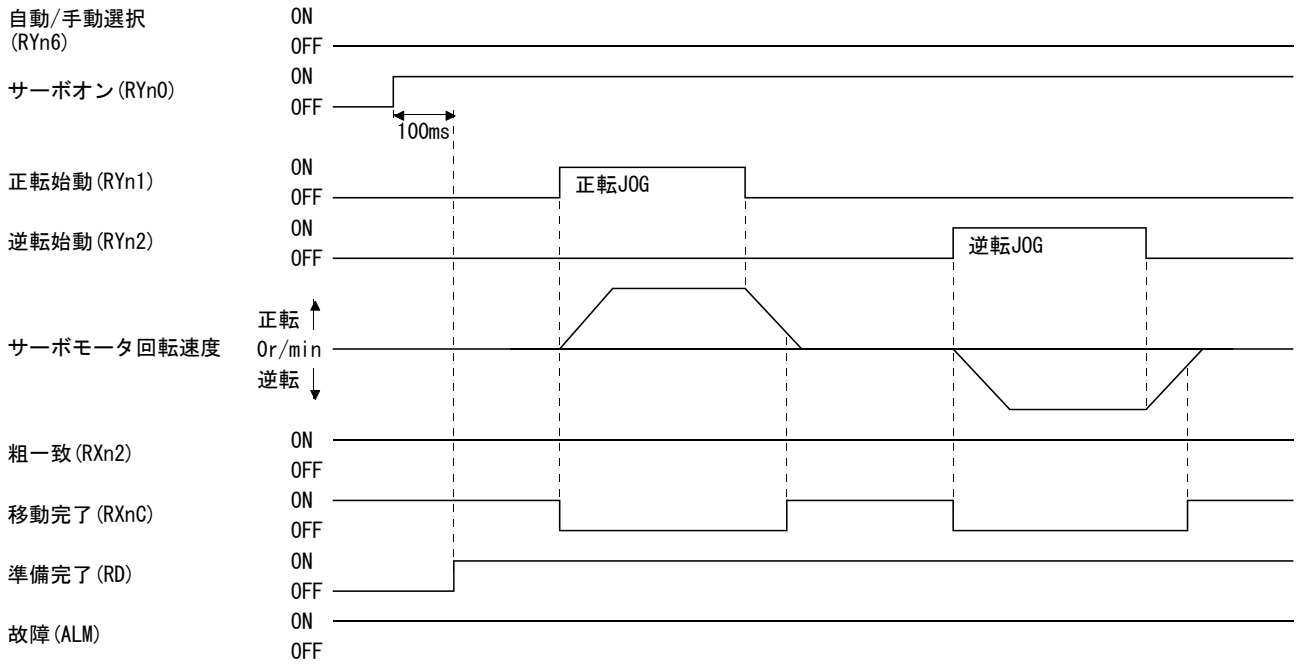 自動/手動選択
(RYn6)
ON
OFF
サーボオン(RYn0)
ON
OFF
100ms
正転始動(RYn1)
ON
OFF
正転JOG
逆転始動(RYn2)
ON
OFF
逆転JOG
サーボモータ回転速度
正転
0r/min
逆転
粗一致(RXn2)
ON
OFF
移動完了(RXnC)
ON
OFF
準備完了(RD)
ON
OFF
故障(ALM)
ON
OFF